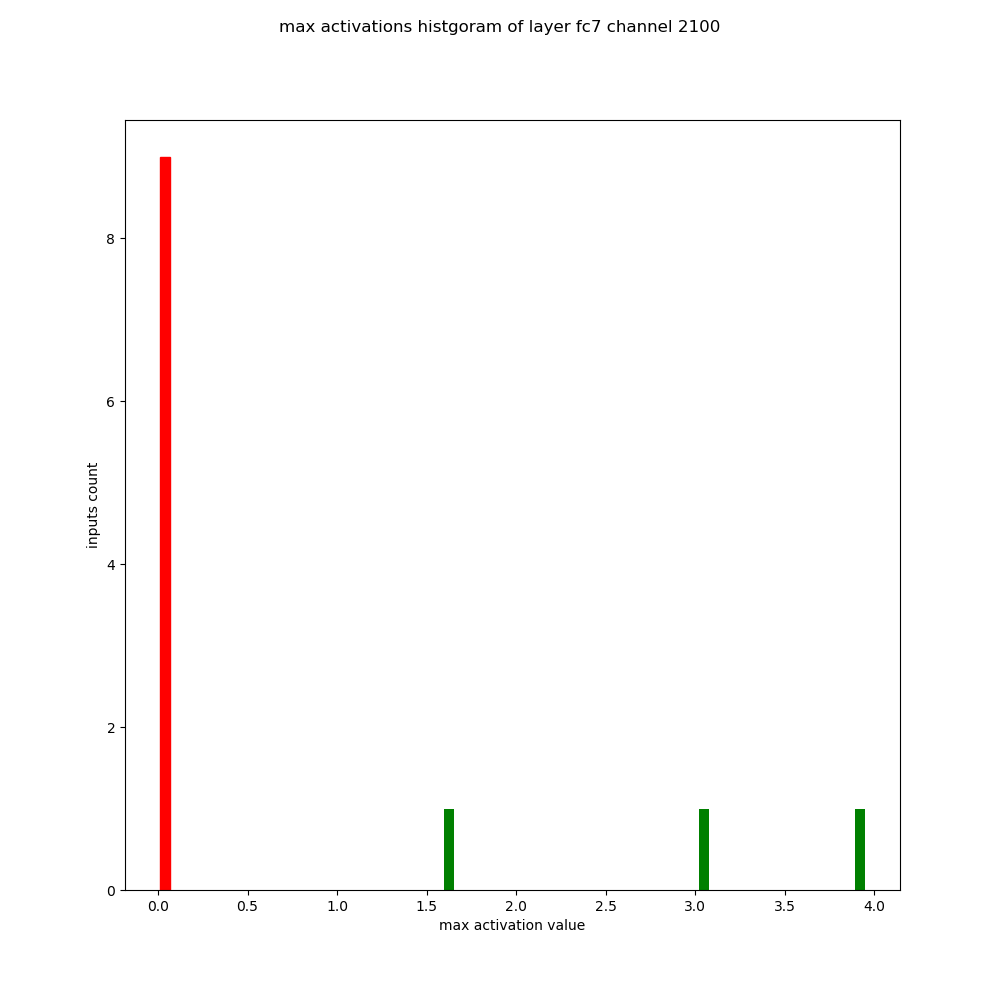 max activations histgoram of layer fc7 channel 2100
8
6
4
2
0
inputs count
0.0 0.5 1.0 1.5 2.0 2.5 3.0 3.5 4.0
max activation value